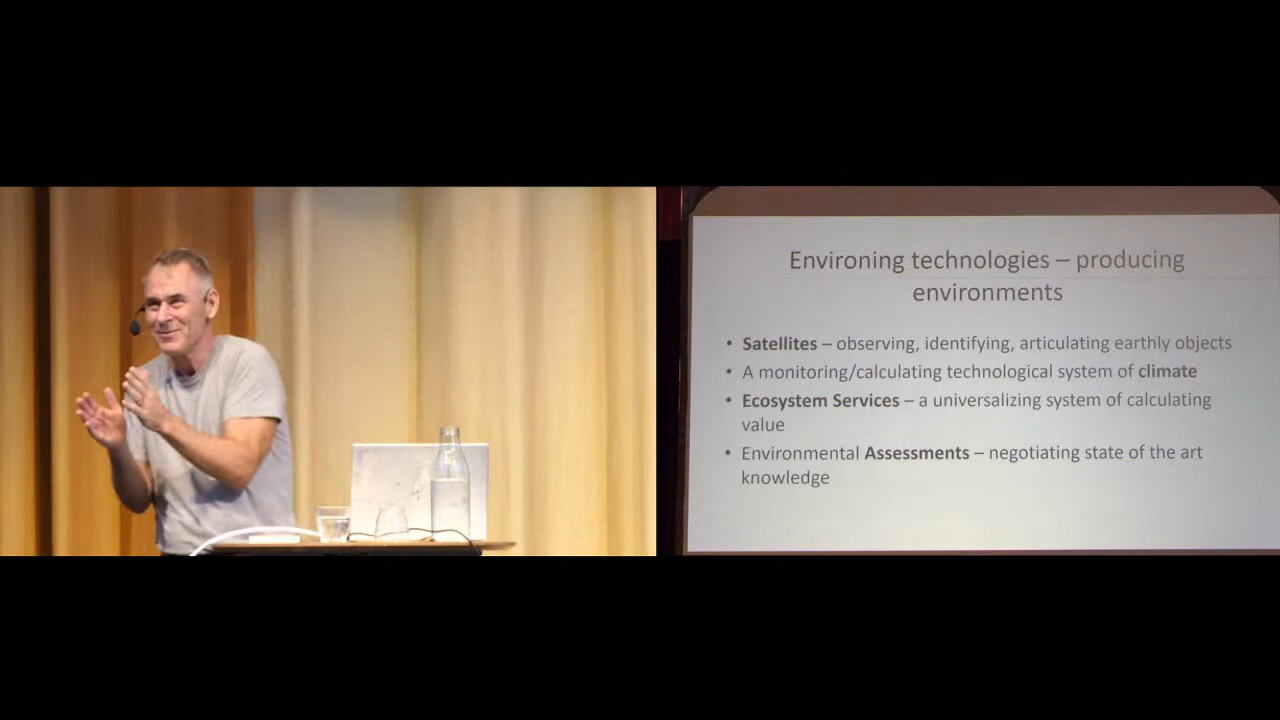 Environing technologies – producing
environments
• Satellites – observing, identifying, articulating earthly objects
• A monitoring/calculating technological system of climate
• Ecosystem Services – a universalizing system of calculating
value
• Environmental Assessments – negotiating state of the art
knowledge